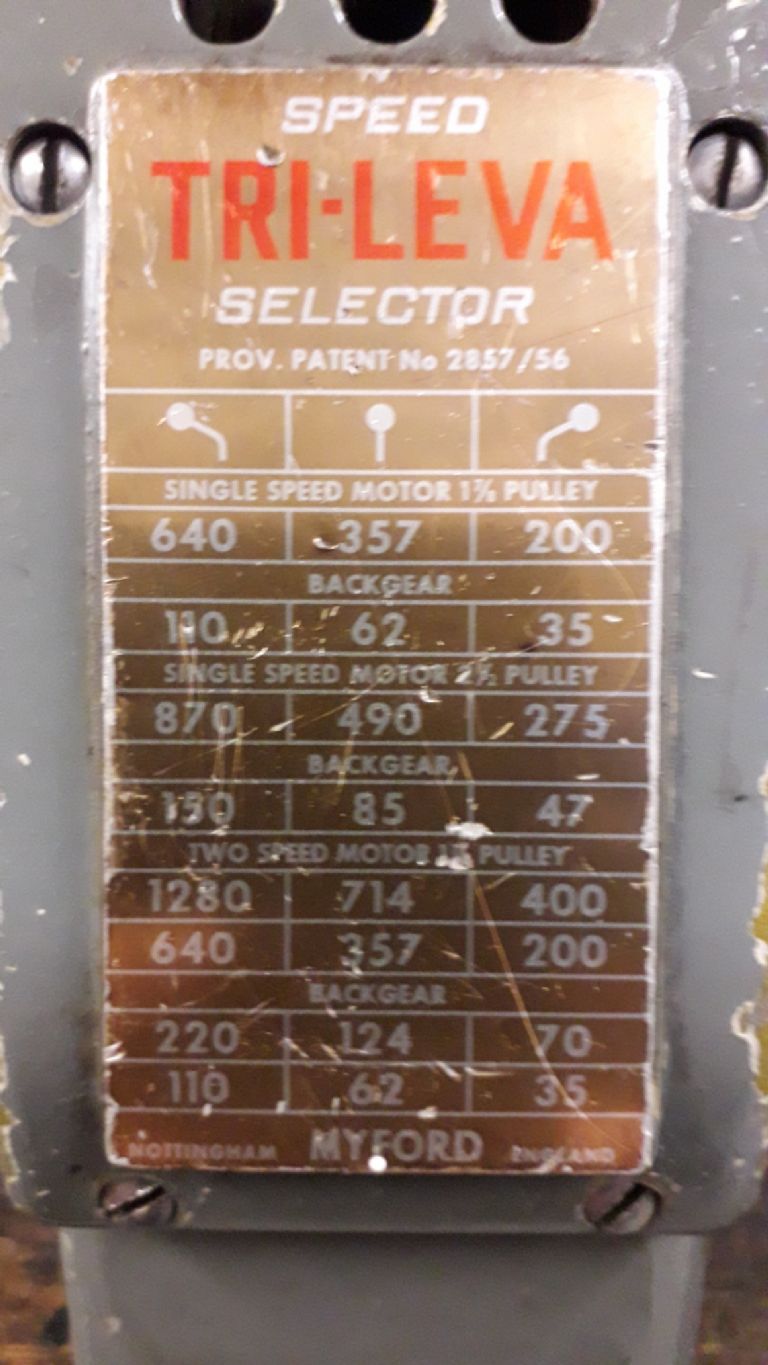 SPEED
TRI-LEVA
SELECTOR
PROV. PATENT No 2857/56
SINGLE SPEED MOTOR 1⅞ PULLEY
640 357 200
BACKGEAR
110 62 35
SINGLE SPEED MOTOR 2½ PULLEY
870 490 275
BACKGEAR
150 85 47
TWO SPEED MOTOR PULLEY
1280 714 400
640 357 200
BACKGEAR
220 124 70
110 62 35
NOTTINGHAM MYFORD ENGLAND